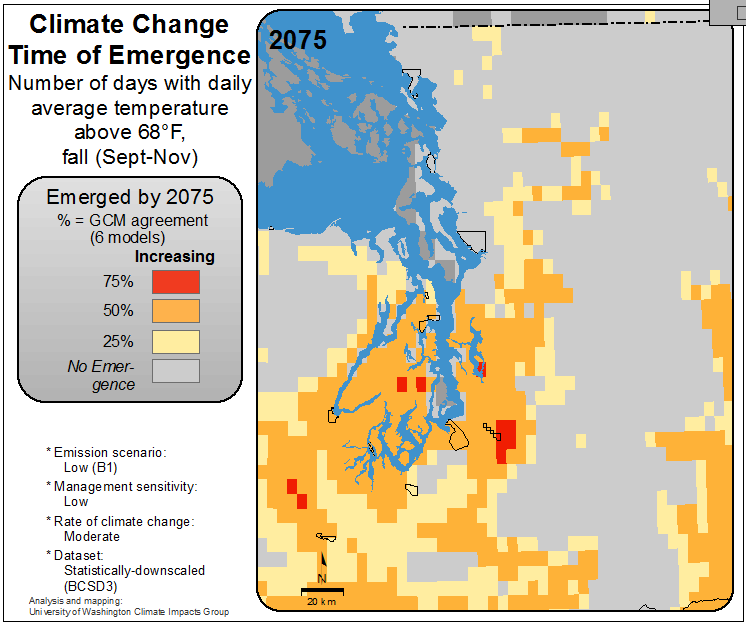 Climate Change
Time of Emergence
Number of days with daily
average temperature
above 68°F,
fall (Sept-Nov)
Emerged by 2075
% = GCM agreement
(6 models)
Increasing
75%
50%
25%
No Emer-
gence
* Emission scenario:
Low (B1)
* Management sensitivity:
Low
* Rate of climate change:
Moderate
* Dataset:
Statistically-downscaled
(BCSD3)
Analysis and mapping:
University of Washington Climate Impacts Group
2075
N
20 km